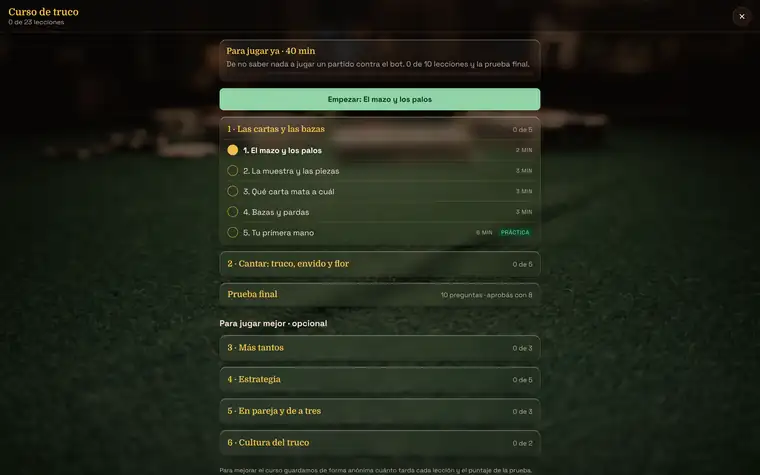 Curso de truco
0 de 23 lecciones
Para jugar ya · 40 min
De no saber nada a jugar un partido contra el bot. 0 de 10 lecciones y la prueba final.
Empezar: El mazo y los palos
1 · Las cartas y las bazas 0 de 5
1. El mazo y los palos 2 MIN
2. La muestra y las piezas 3 MIN
3. Qué carta mata a cuál 3 MIN
4. Bazas y pardas 3 MIN
5. Tu primera mano 6 MIN PRÁCTICA
2 · Cantar: truco, envido y flor 0 de 5
Prueba final 10 preguntas · aprobás con 8
Para jugar mejor · opcional
3 · Más tantos 0 de 3
4 · Estrategia 0 de 5
5 · En pareja y de a tres 0 de 3
6 · Cultura del truco 0 de 2
Para mejorar el curso guardamos de forma anónima cuánto tarda cada lección y el puntaje de la prueba.